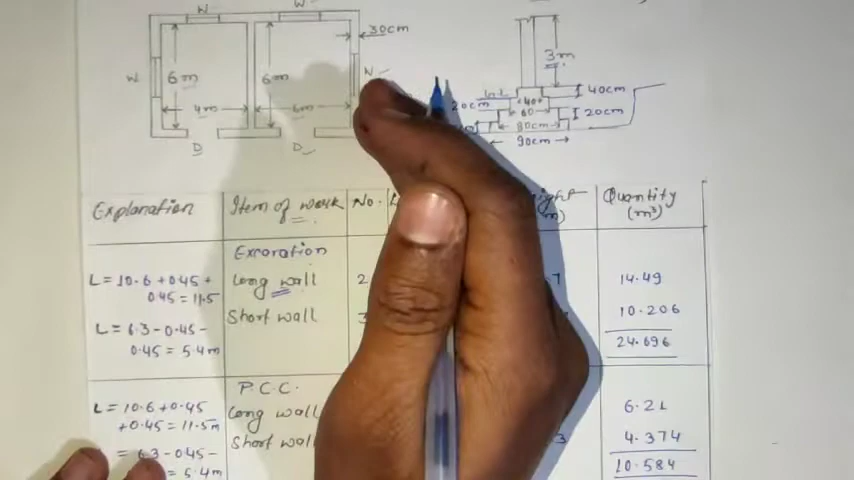 W W
30cm
W 6m 6m W
3m
40cm
40
20cm 20cm
60
4m 6m
80cm
D D
90cm
Explanation Item of work No. Quantity
(m) (m³)
Excavation
L = 10.6 + 0.45 + Long wall 2 7 14.49
0.45 = 11.5
Short wall 3 10.206
L = 6.3 - 0.45 - 24.696
0.45 = 5.4m
P.C.C.
L = 10.6 + 0.45 Long wall 6.21
+ 0.45 = 11.5m
Short wall 3 4.374
= 6.3 - 0.45 -
= 5.4m 10.584